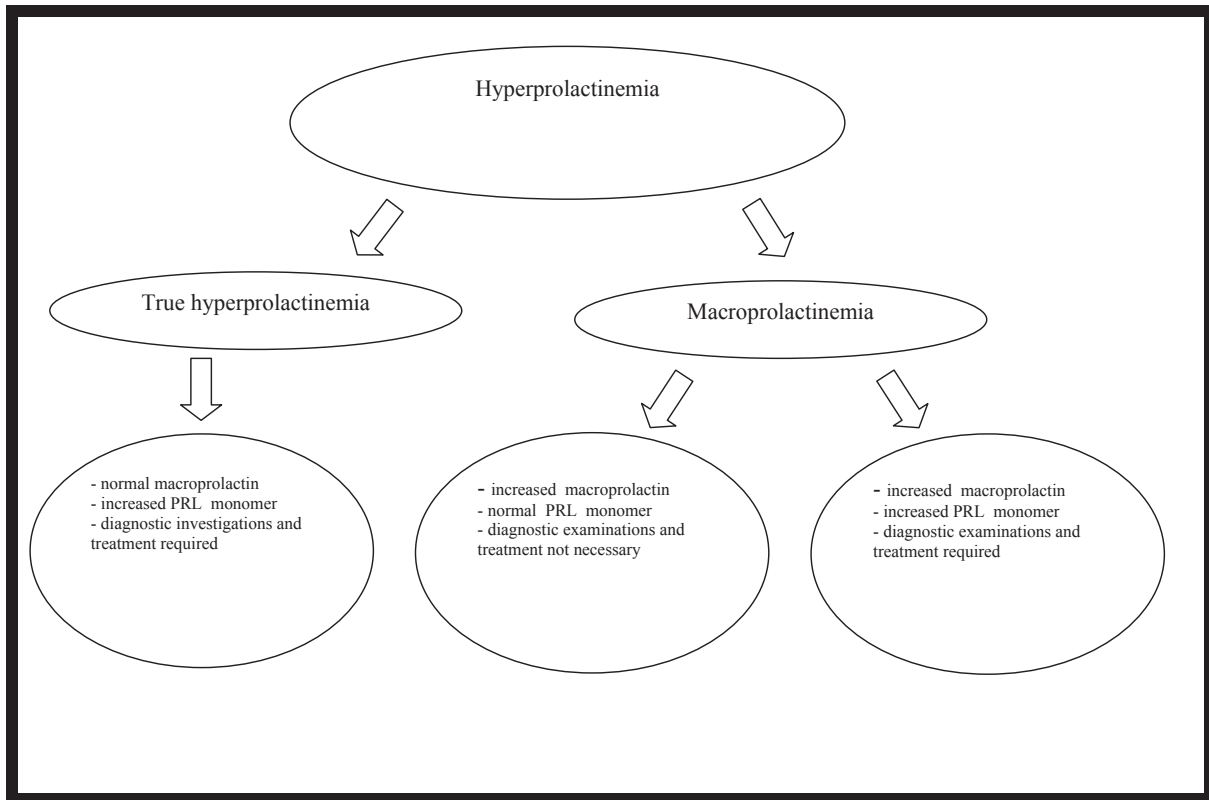 Hyperprolactinemia
True hyperprolactinemia
Macroprolactinemia
- normal macroprolactin
- increased PRL monomer
- diagnostic investigations and
treatment required
- increased macroprolactin
- normal PRL monomer
- diagnostic examinations and
treatment not necessary
- increased macroprolactin
- increased PRL monomer
- diagnostic examinations and
treatment required